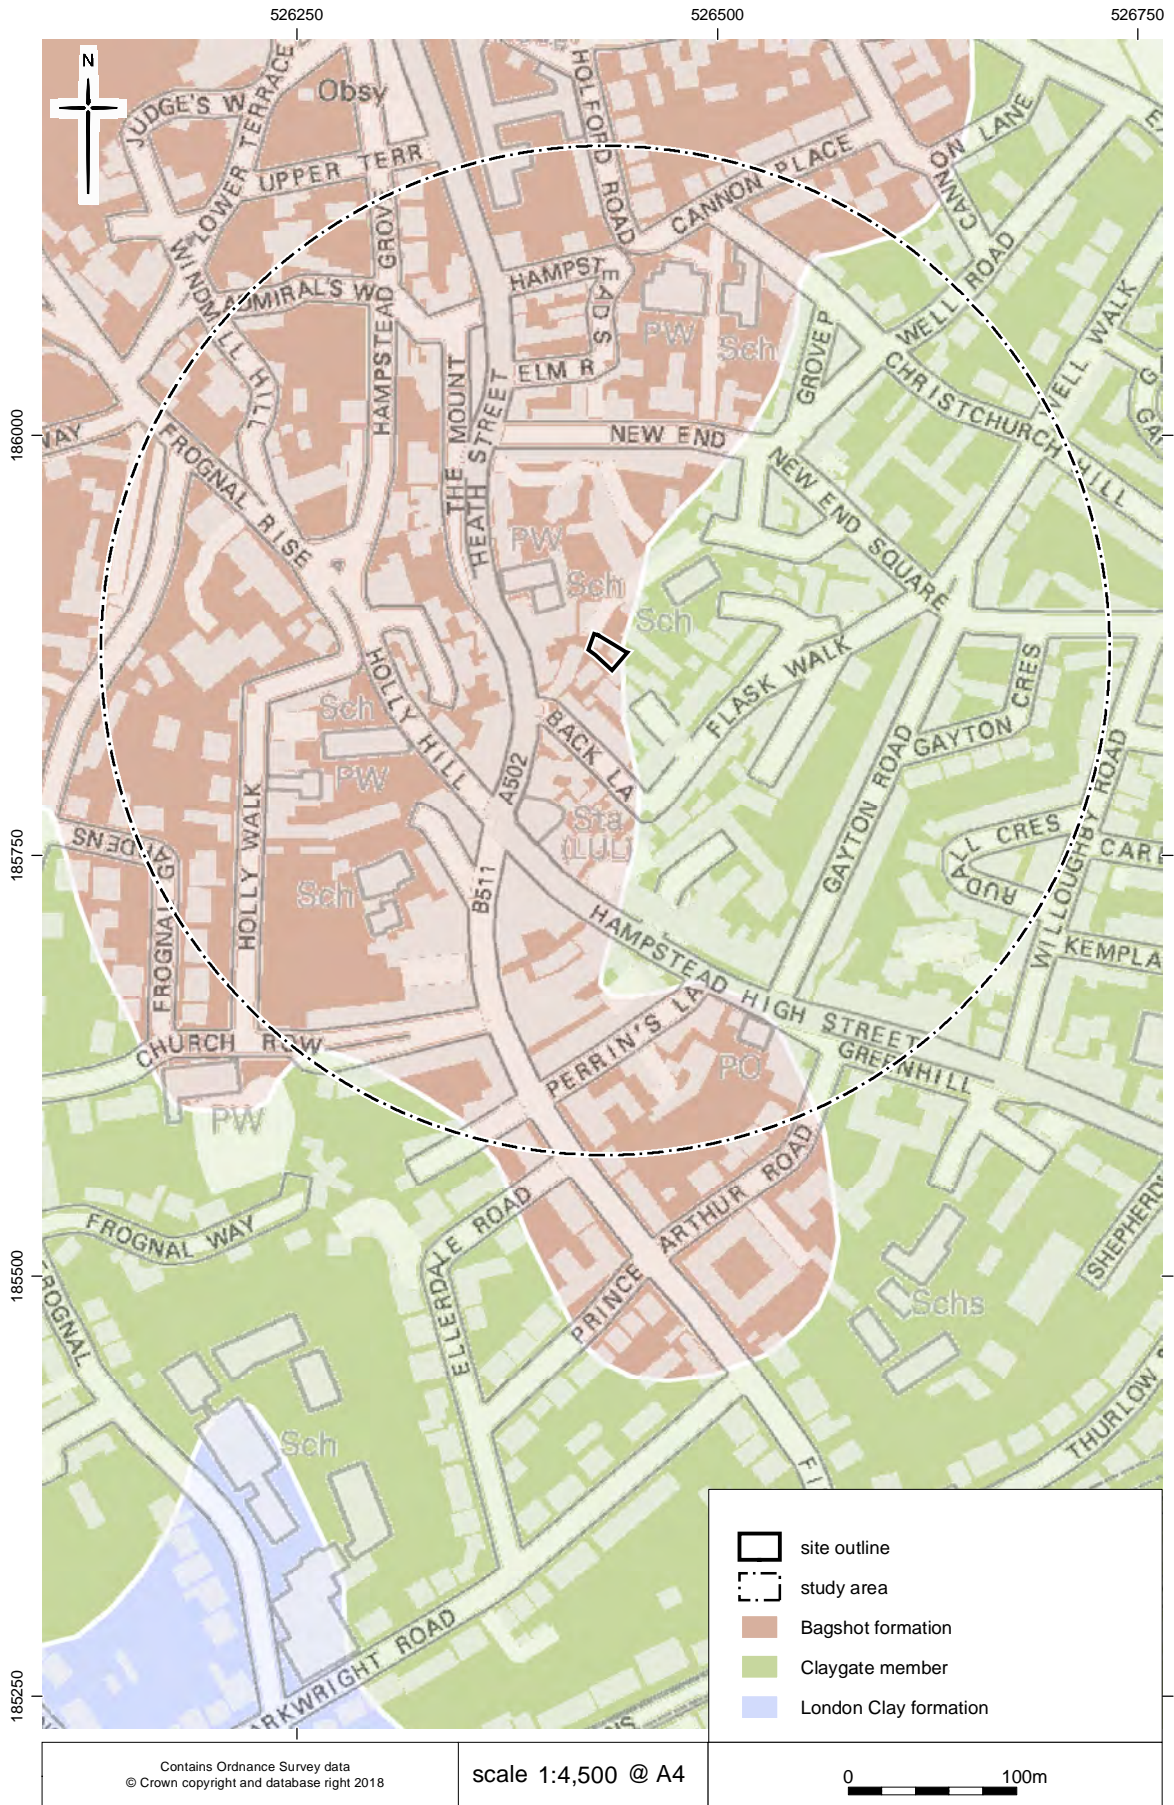 526250
526500
526750
186000
185750
185500
185250
N
Obsy
JUDGE'S W
LOWER TERRACE
UPPER TERR
HOLFORD ROAD
CANNON PLACE
CANNON LANE
WINDMILL HILL
ADMIRAL'S W
HAMPSTEAD GROV
HAMPSTEAD
HAMPSTEADS
ELM R
PW
Sch
GROVE P
WELL ROAD
WELL WALK
CHRISTCHURCH HILL
THE MOUNT
HEATH STREET
NEW END
NEW END SQUARE
WAY
FROGNAL RISE
PW
Sch
Sch
HOLLY HILL
Sch
PW
FLASK WALK
BACK LA
GAYTON CRES
GAYTON ROAD
A502
Sta
(LUL)
HOLLY WALK
GARDENS
FROGNAL
Sch
B511
RUDALL CRES
WILLOUGHBY ROAD
KEMPLA
HAMPSTEAD HIGH STREET
CHURCH ROW
PERRIN'S LA
PO
GREENHILL
PW
FROGNAL WAY
ELLERDALE ROAD
ARTHUR ROAD
PRINCE
Schs
SHEPHERD
ROGNAL
Sch
THURLOW
FI
ARKWRIGHT ROAD
site outline
study area
Bagshot formation
Claygate member
London Clay formation
Contains Ordnance Survey data
© Crown copyright and database right 2018
scale 1:4,500 @ A4
0 100m